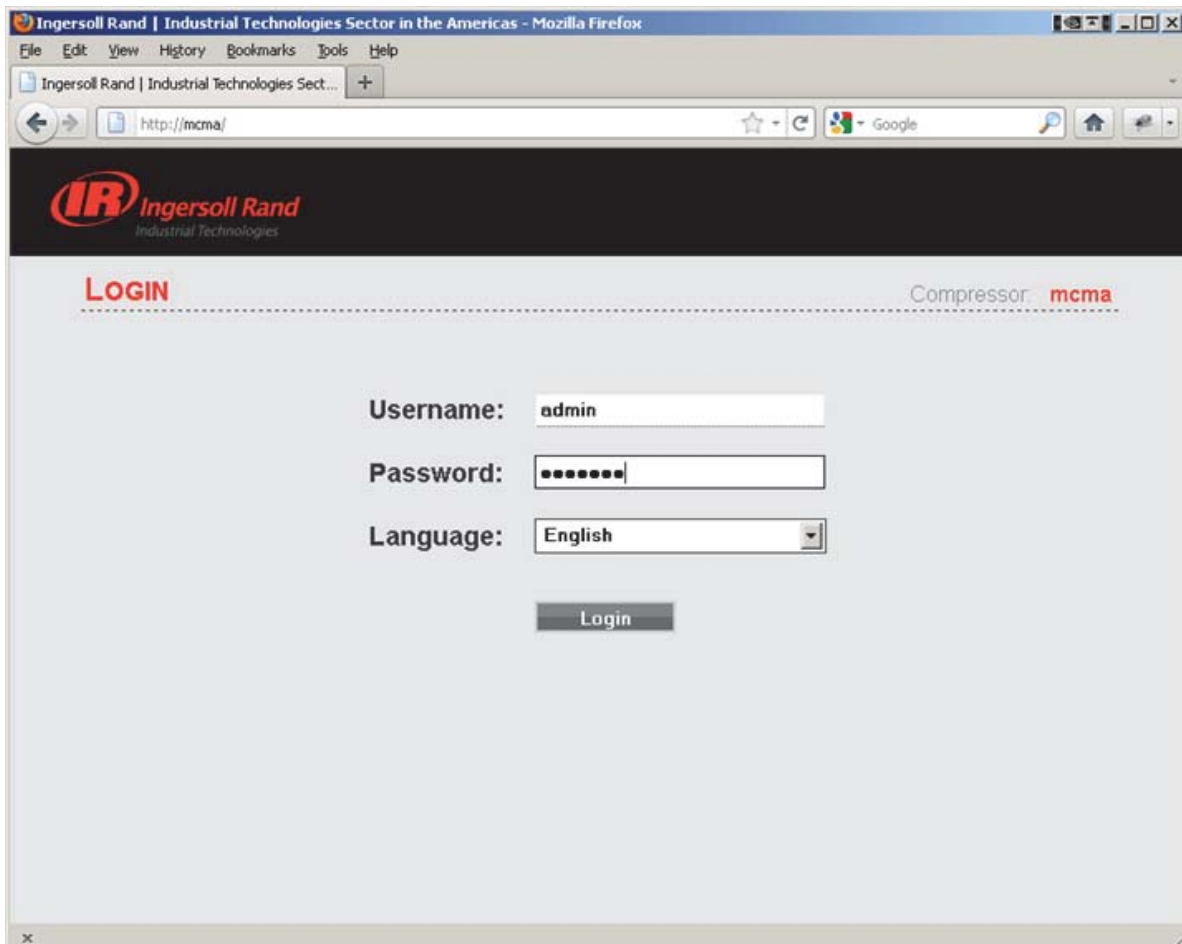 Ingersoll Rand | Industrial Technologies Sector in the Americas - Mozilla Firefox
File Edit View History Bookmarks Tools Help
Ingersoll Rand | Industrial Technologies Sect...
http://mcma/ Google
IR Ingersoll Rand
Industrial Technologies
LOGIN Compressor: mcma
Username: admin
Password: •••••••
Language: English
Login